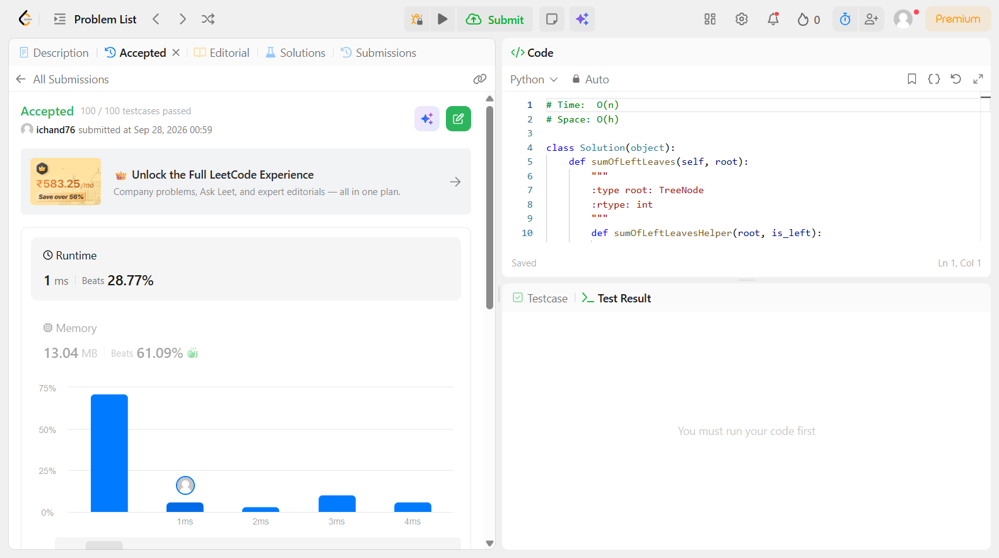 Problem List
Submit
0
Premium
Description
Accepted
Editorial
Solutions
Submissions
All Submissions
Accepted 100 / 100 testcases passed
ichand76 submitted at Sep 28, 2026 00:59
₹583.25/mo
Save over 56%
Unlock the Full LeetCode Experience
Company problems, Ask Leet, and expert editorials — all in one plan.
Runtime
1 ms Beats 28.77%
Memory
13.04 MB Beats 61.09%
75%
50%
25%
0%
1ms 2ms 3ms 4ms
</> Code
Python Auto
1 # Time:  O(n)
2 # Space: O(h)
3
4 class Solution(object):
5     def sumOfLeftLeaves(self, root):
6         """
7         :type root: TreeNode
8         :rtype: int
9         """
10         def sumOfLeftLeavesHelper(root, is_left):
Saved Ln 1, Col 1
Testcase
Test Result
You must run your code first